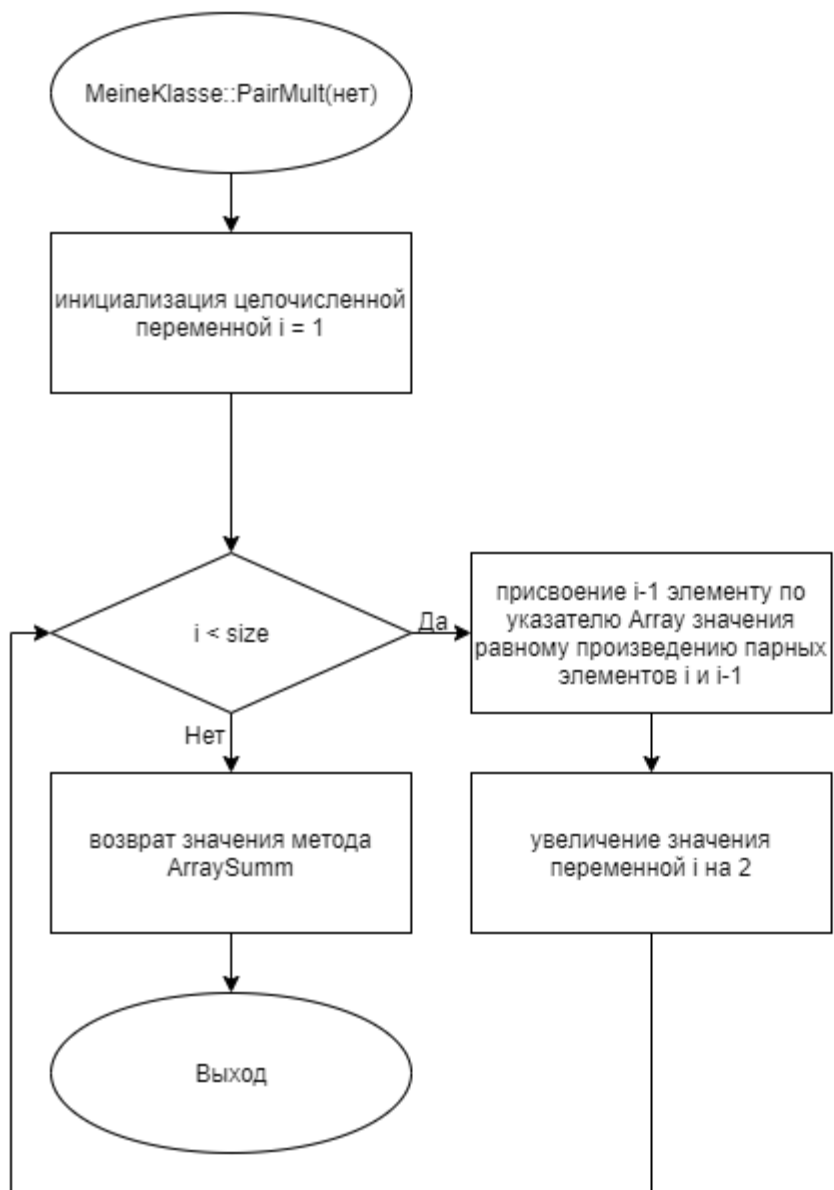 MeineKlasse::PairMult(нет)
инициализация целочисленной
переменной i = 1
i < size
Да
присвоение i-1 элементу по
указателю Array значения
равному произведению парных
элементов i и i-1
Нет
возврат значения метода
ArraySumm
увеличение значения
переменной i на 2
Выход